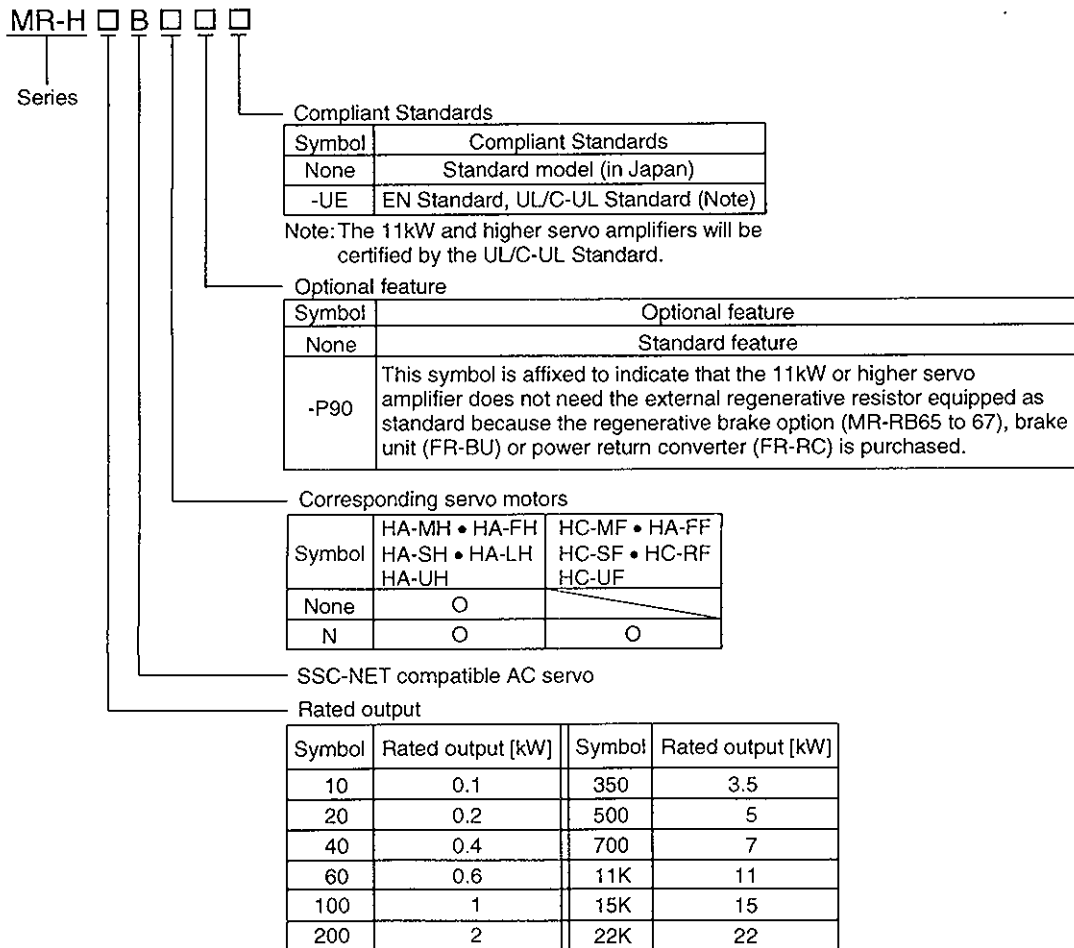 MR-H □ B □ □ □
Series
Compliant Standards
Symbol Compliant Standards
None Standard model (in Japan)
-UE EN Standard, UL/C-UL Standard (Note)
Note: The 11kW and higher servo amplifiers will be
certified by the UL/C-UL Standard.
Optional feature
Symbol Optional feature
None Standard feature
-P90 This symbol is affixed to indicate that the 11kW or higher servo
amplifier does not need the external regenerative resistor equipped as
standard because the regenerative brake option (MR-RB65 to 67), brake
unit (FR-BU) or power return converter (FR-RC) is purchased.
Corresponding servo motors
Symbol HA-MH • HA-FH HC-MF • HA-FF
HA-SH • HA-LH HC-SF • HC-RF
HA-UH HC-UF
None O
N O O
SSC-NET compatible AC servo
Rated output
Symbol Rated output [kW] Symbol Rated output [kW]
10 0.1 350 3.5
20 0.2 500 5
40 0.4 700 7
60 0.6 11K 11
100 1 15K 15
200 2 22K 22